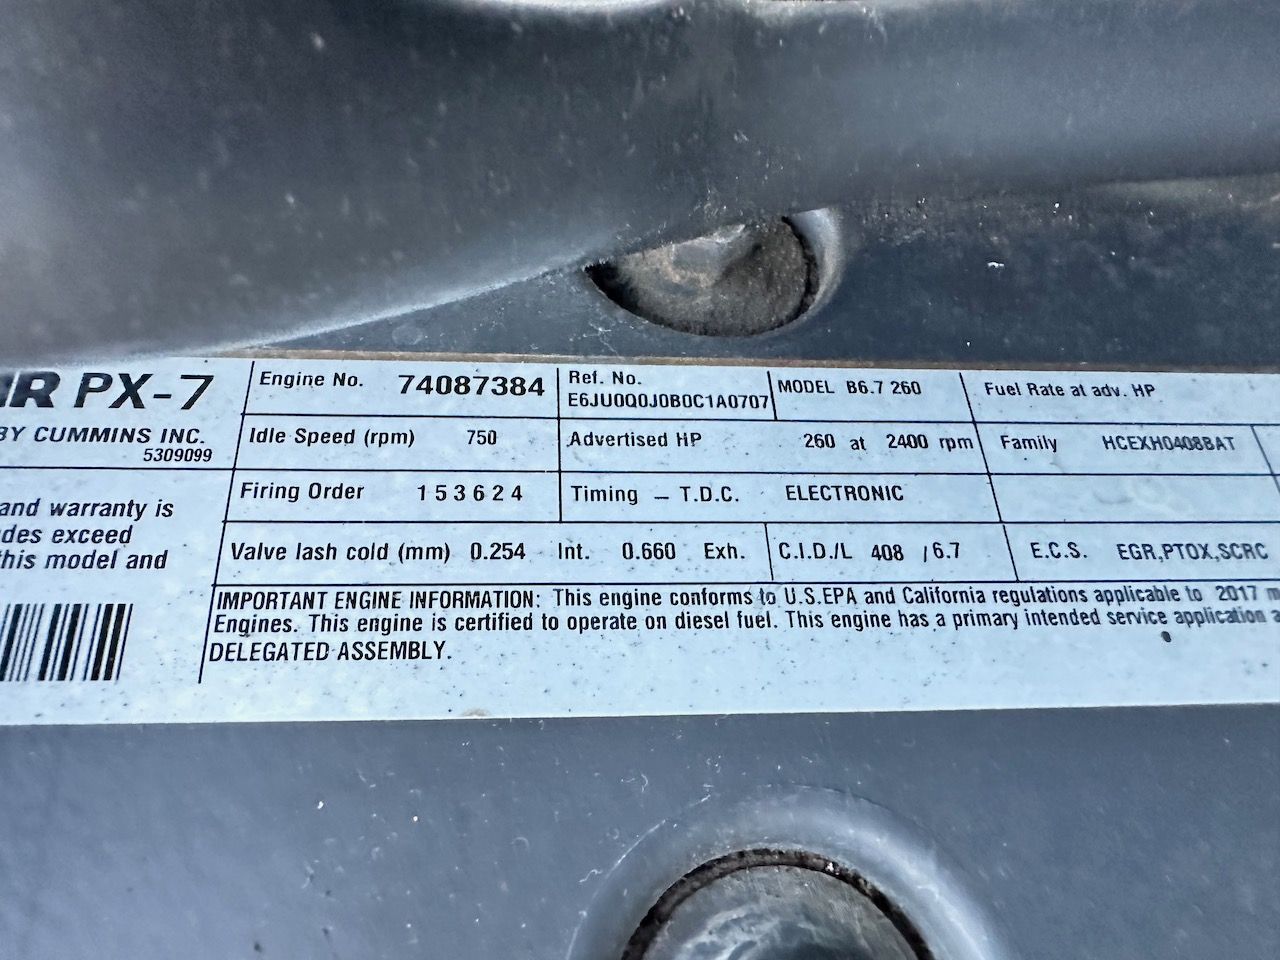 PX-7
BY CUMMINS INC.
5309099
and warranty is
exceed
this model and
Engine No. 74087384
Ref. No.
E6JU0Q0J0B0C1A0707
MODEL B6.7 260
Fuel Rate at adv. HP
Idle Speed (rpm) 750
Advertised HP 260 at 2400 rpm
Family HCEXH0408BAT
Firing Order 1 5 3 6 2 4
Timing – T.D.C. ELECTRONIC
Valve lash cold (mm) 0.254 Int. 0.660 Exh.
C.I.D./L 408 / 6.7
E.C.S. EGR,PTOX,SCRC
IMPORTANT ENGINE INFORMATION: This engine conforms to U.S.EPA and California regulations applicable to 2017
Engines. This engine is certified to operate on diesel fuel. This engine has a primary intended service application
DELEGATED ASSEMBLY.